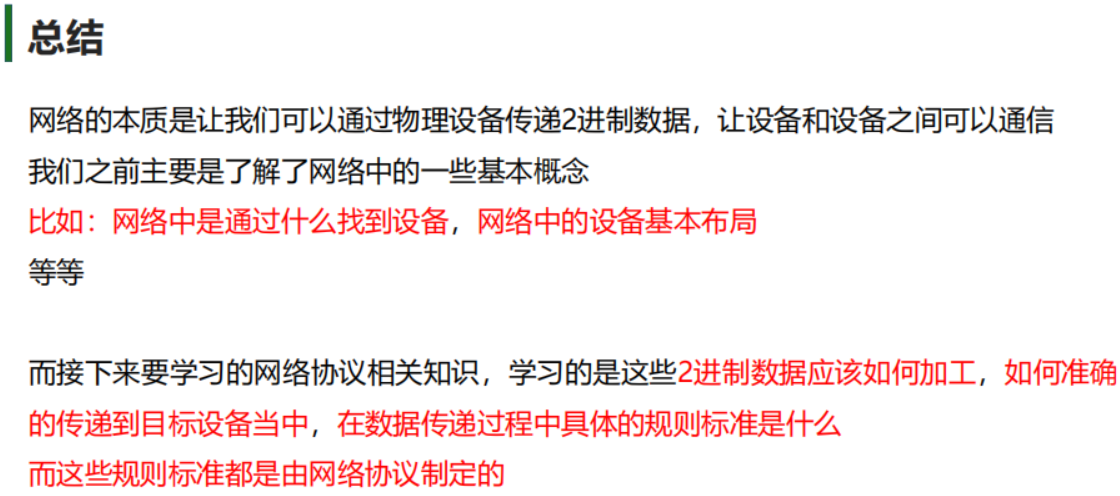 总结
网络的本质是让我们可以通过物理设备传递2进制数据，让设备和设备之间可以通信
我们之前主要是了解了网络中的一些基本概念
比如：网络中是通过什么找到设备，网络中的设备基本布局
等等
而接下来要学习的网络协议相关知识，学习的是这些2进制数据应该如何加工，如何准确
的传递到目标设备当中，在数据传递过程中具体的规则标准是什么
而这些规则标准都是由网络协议制定的